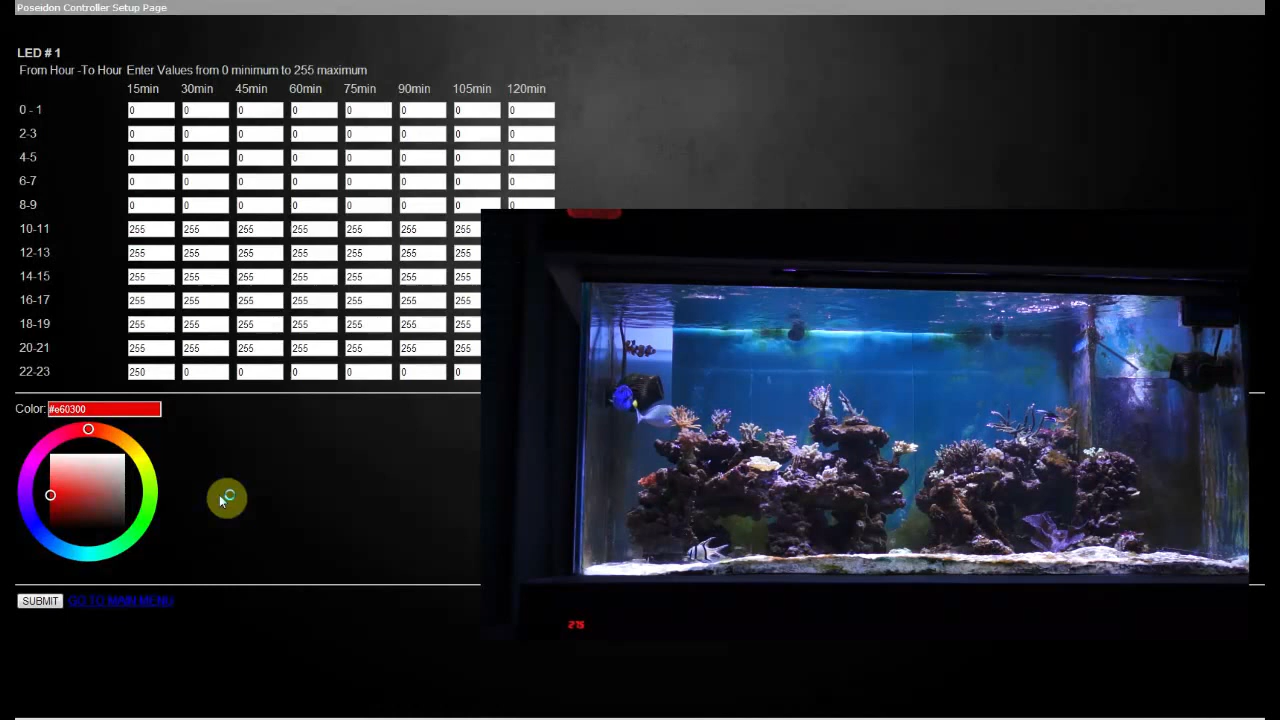 Poseidon Controller Setup Page
LED # 1
From Hour -To Hour Enter Values from 0 minimum to 255 maximum
15min 30min 45min 60min 75min 90min 105min 120min
0 - 1 0 0 0 0 0 0 0 0
2-3 0 0 0 0 0 0 0 0
4-5 0 0 0 0 0 0 0 0
6-7 0 0 0 0 0 0 0 0
8-9 0 0 0 0 0 0 0 0
10-11 255 255 255 255 255 255 255
12-13 255 255 255 255 255 255 255
14-15 255 255 255 255 255 255 255
16-17 255 255 255 255 255 255 255
18-19 255 255 255 255 255 255 255
20-21 255 255 255 255 255 255 255
22-23 250 0 0 0 0 0 0
Color: #e60300
SUBMIT GO TO MAIN MENU